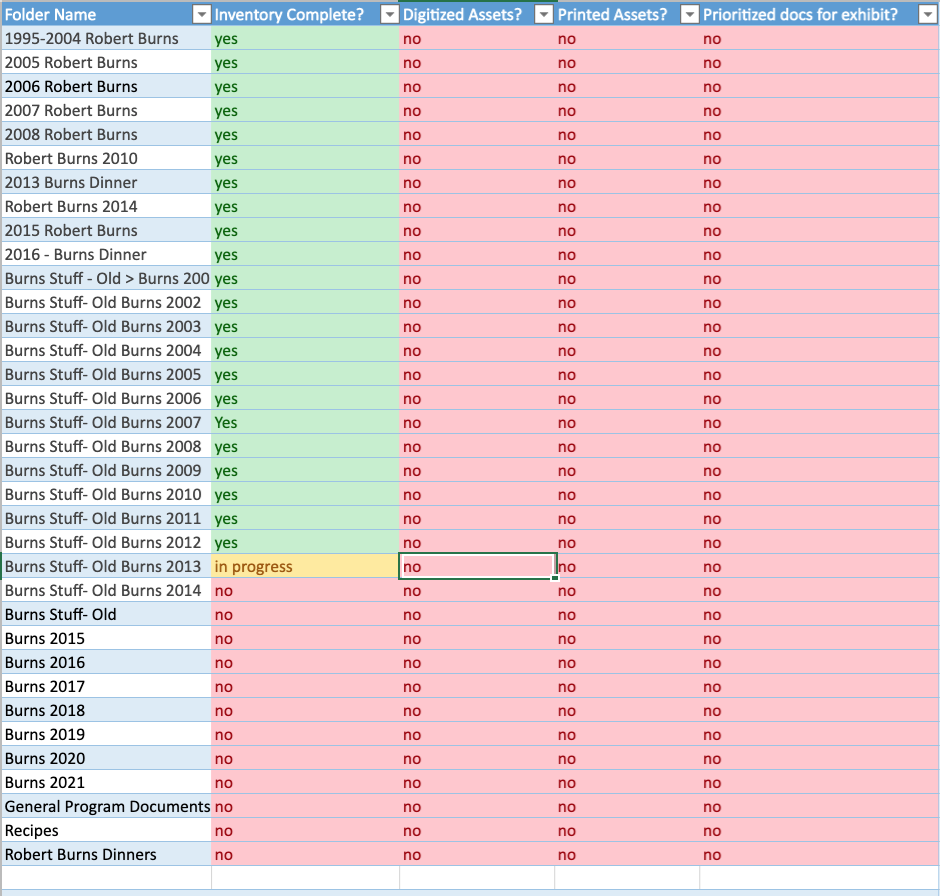 Folder Name Inventory Complete? Digitized Assets? Printed Assets? Prioritized docs for exhibit?
1995-2004 Robert Burns yes no no no
2005 Robert Burns yes no no no
2006 Robert Burns yes no no no
2007 Robert Burns yes no no no
2008 Robert Burns yes no no no
Robert Burns 2010 yes no no no
2013 Burns Dinner yes no no no
Robert Burns 2014 yes no no no
2015 Robert Burns yes no no no
2016 - Burns Dinner yes no no no
Burns Stuff - Old > Burns 200 yes no no no
Burns Stuff- Old Burns 2002 yes no no no
Burns Stuff- Old Burns 2003 yes no no no
Burns Stuff- Old Burns 2004 yes no no no
Burns Stuff- Old Burns 2005 yes no no no
Burns Stuff- Old Burns 2006 yes no no no
Burns Stuff- Old Burns 2007 Yes no no no
Burns Stuff- Old Burns 2008 yes no no no
Burns Stuff- Old Burns 2009 yes no no no
Burns Stuff- Old Burns 2010 yes no no no
Burns Stuff- Old Burns 2011 yes no no no
Burns Stuff- Old Burns 2012 yes no no no
Burns Stuff- Old Burns 2013 in progress no no no
Burns Stuff- Old Burns 2014 no no no no
Burns Stuff- Old no no no no
Burns 2015 no no no no
Burns 2016 no no no no
Burns 2017 no no no no
Burns 2018 no no no no
Burns 2019 no no no no
Burns 2020 no no no no
Burns 2021 no no no no
General Program Documents no no no no
Recipes no no no no
Robert Burns Dinners no no no no